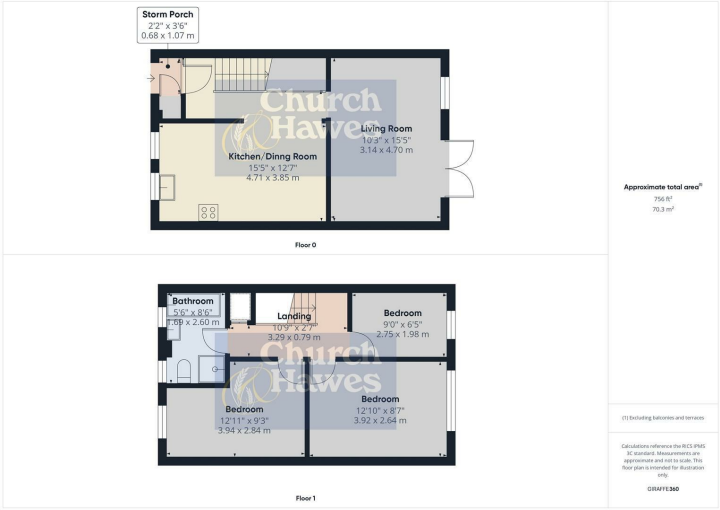 Storm Porch
2'2" x 3'6"
0.68 x 1.07 m
Church
Hawes
Living Room
10'3" x 15'5"
3.14 x 4.70 m
Kitchen/Dinng Room
15'5" x 12'7"
4.71 x 3.85 m
Floor 0
Approximate total area⁽¹⁾
756 ft²
70.3 m²
Bathroom
5'6" x 8'6"
1.69 x 2.60 m
Landing
10'9" x 2'7"
3.29 x 0.79 m
Bedroom
9'0" x 6'5"
2.75 x 1.98 m
Church
Hawes
Bedroom
12'11" x 9'3"
3.94 x 2.84 m
Bedroom
12'10" x 8'7"
3.92 x 2.64 m
Floor 1
(1) Excluding balconies and terraces
Calculations reference the RICS IPMS
3C standard. Measurements are
approximate and not to scale. This
floor plan is intended for illustration
only.
GIRAFFE360